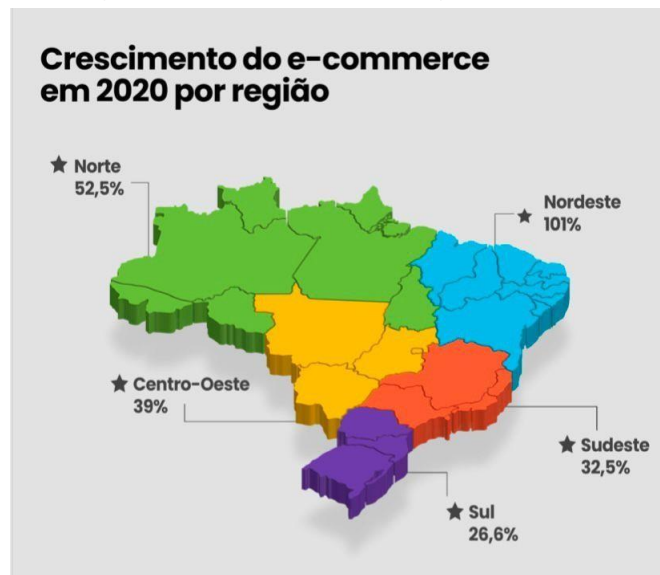 Crescimento do e-commerce
em 2020 por região
Norte
52,5%
Nordeste
101%
Centro-Oeste
39%
Sudeste
32,5%
Sul
26,6%